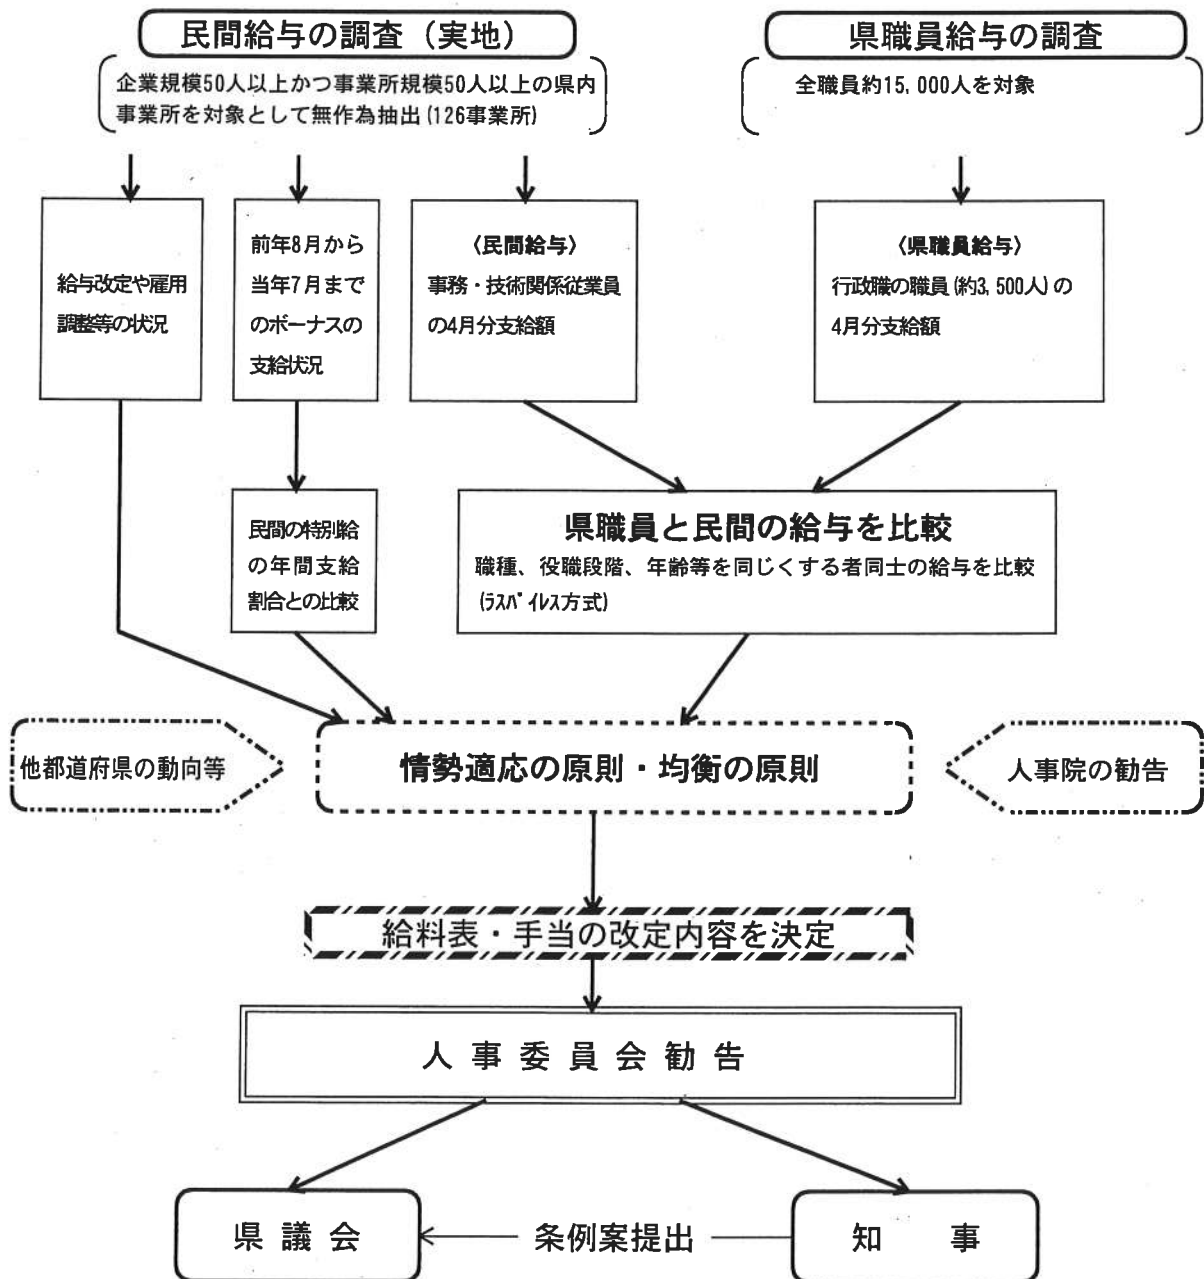 民間給与の調査（実地）
県職員給与の調査
企業規模50人以上かつ事業所規模50人以上の県内
事業所を対象として無作為抽出(126事業所)
全職員約15,000人を対象
給与改定や雇用
調整等の状況
前年8月から
当年7月まで
のボーナスの
支給状況
〈民間給与〉
事務・技術関係従業員
の4月分支給額
〈県職員給与〉
行政職の職員(約3,500人)の
4月分支給額
民間の特別給
の年間支給
割合との比較
県職員と民間の給与を比較
職種、役職段階、年齢等を同じくする者同士の給与を比較
(ﾗｽﾊﾟｲﾚｽ方式)
他都道府県の動向等
情勢適応の原則・均衡の原則
人事院の勧告
給料表・手当の改定内容を決定
人事委員会勧告
県議会
条例案提出
知事